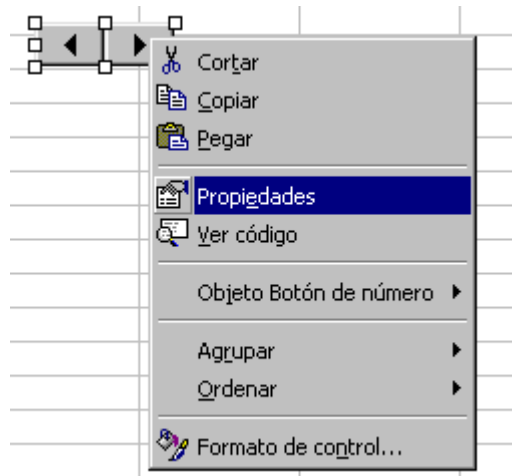 Cortar
Copiar
Pegar
Propiedades
Ver código
Objeto Botón de número
Agrupar
Ordenar
Formato de control...